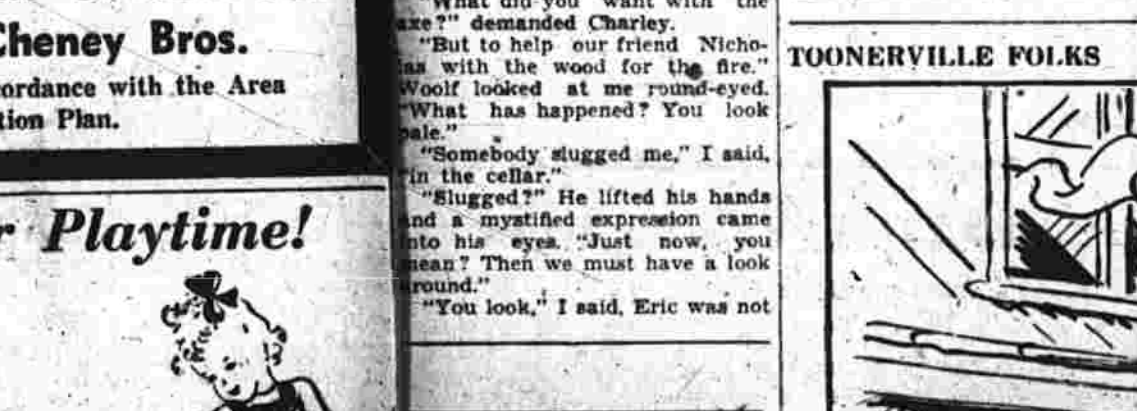 Cheney Bros.
ordance with the Area
tion Plan.
r Playtime!
"What did you want with the
axe?" demanded Charley.
"But to help our friend Nicho-
las with the wood for the fire."
Woolf looked at me round-eyed.
"What has happened? You look
pale."
"Somebody slugged me," I said,
"in the cellar."
"Slugged?" He lifted his hands
and a mystified expression came
into his eyes. "Just now, you
mean? Then we must have a look
around."
"You look," I said, Eric was not
TOONERVILLE FOLKS